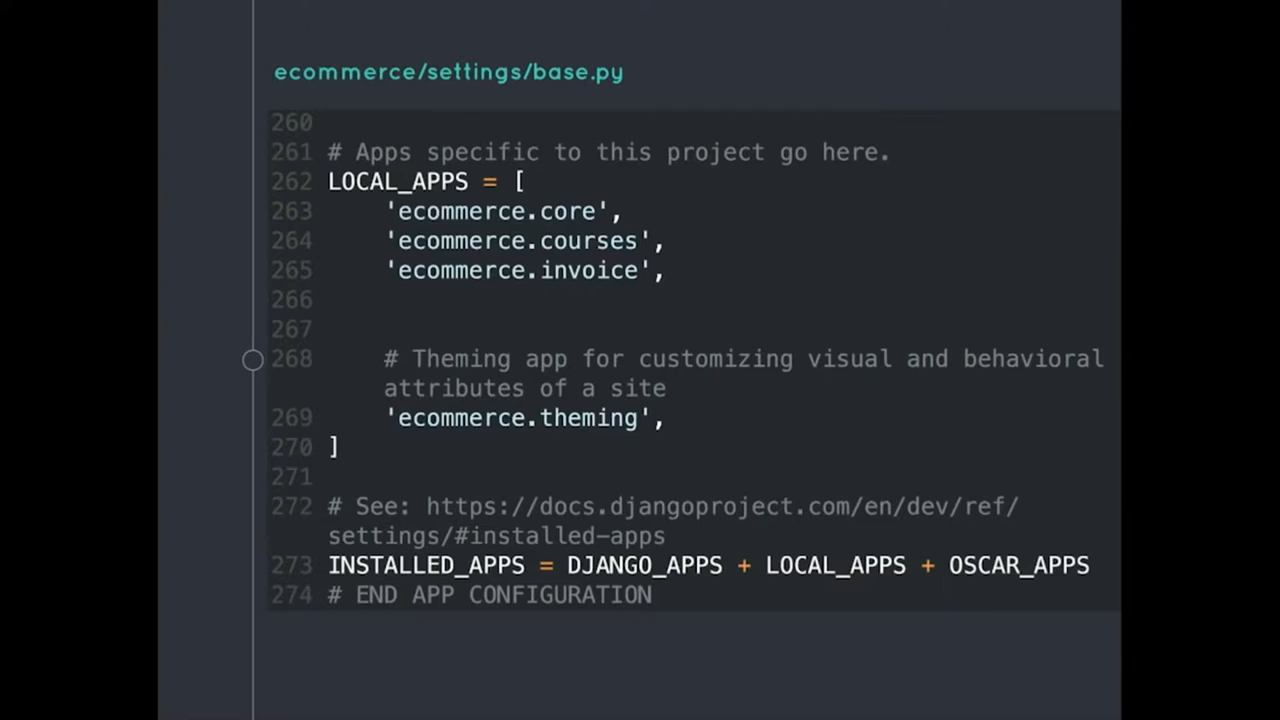 ecommerce/settings/base.py
260
261 # Apps specific to this project go here.
262 LOCAL_APPS = [
263     'ecommerce.core',
264     'ecommerce.courses',
265     'ecommerce.invoice',
266
267
268     # Theming app for customizing visual and behavioral
    attributes of a site
269     'ecommerce.theming',
270 ]
271
272 # See: https://docs.djangoproject.com/en/dev/ref/
settings/#installed-apps
273 INSTALLED_APPS = DJANGO_APPS + LOCAL_APPS + OSCAR_APPS
274 # END APP CONFIGURATION